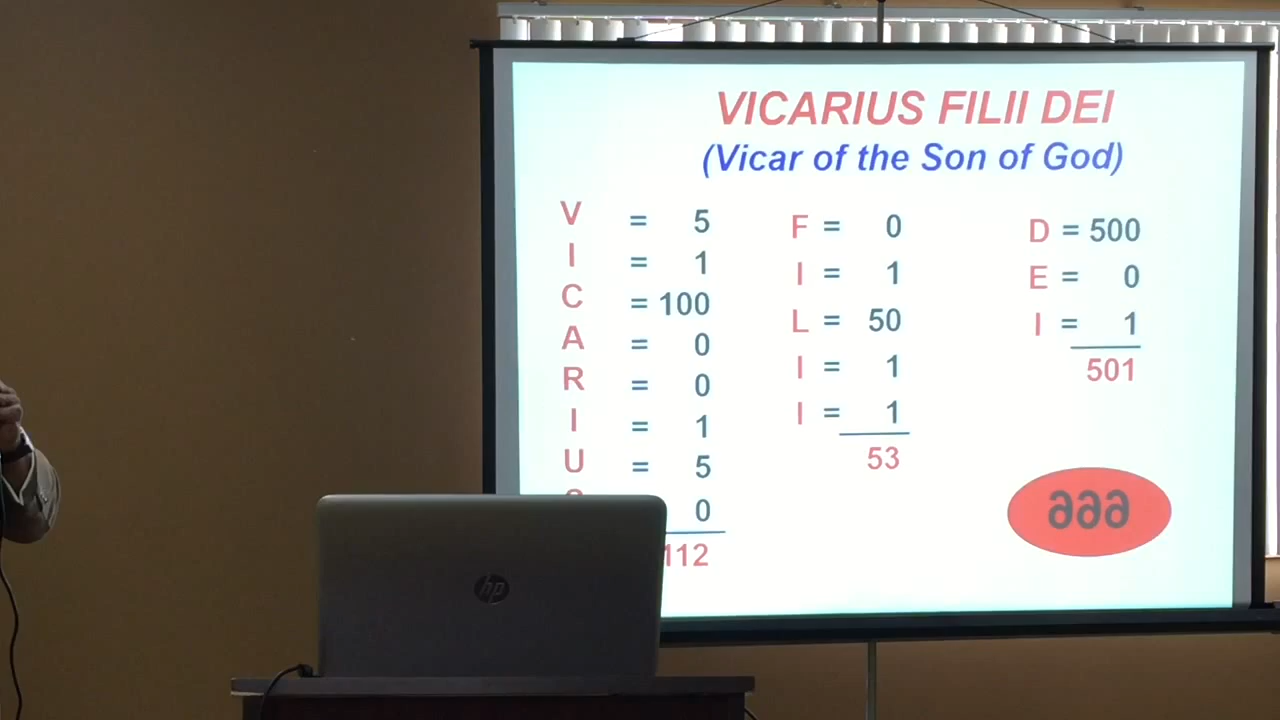 VICARIUS FILII DEI
(Vicar of the Son of God)
V = 5
I = 1
C = 100
A = 0
R = 0
I = 1
U = 5
0
112
F = 0
I = 1
L = 50
I = 1
I = 1
53
D = 500
E = 0
I = 1
501
666
hp